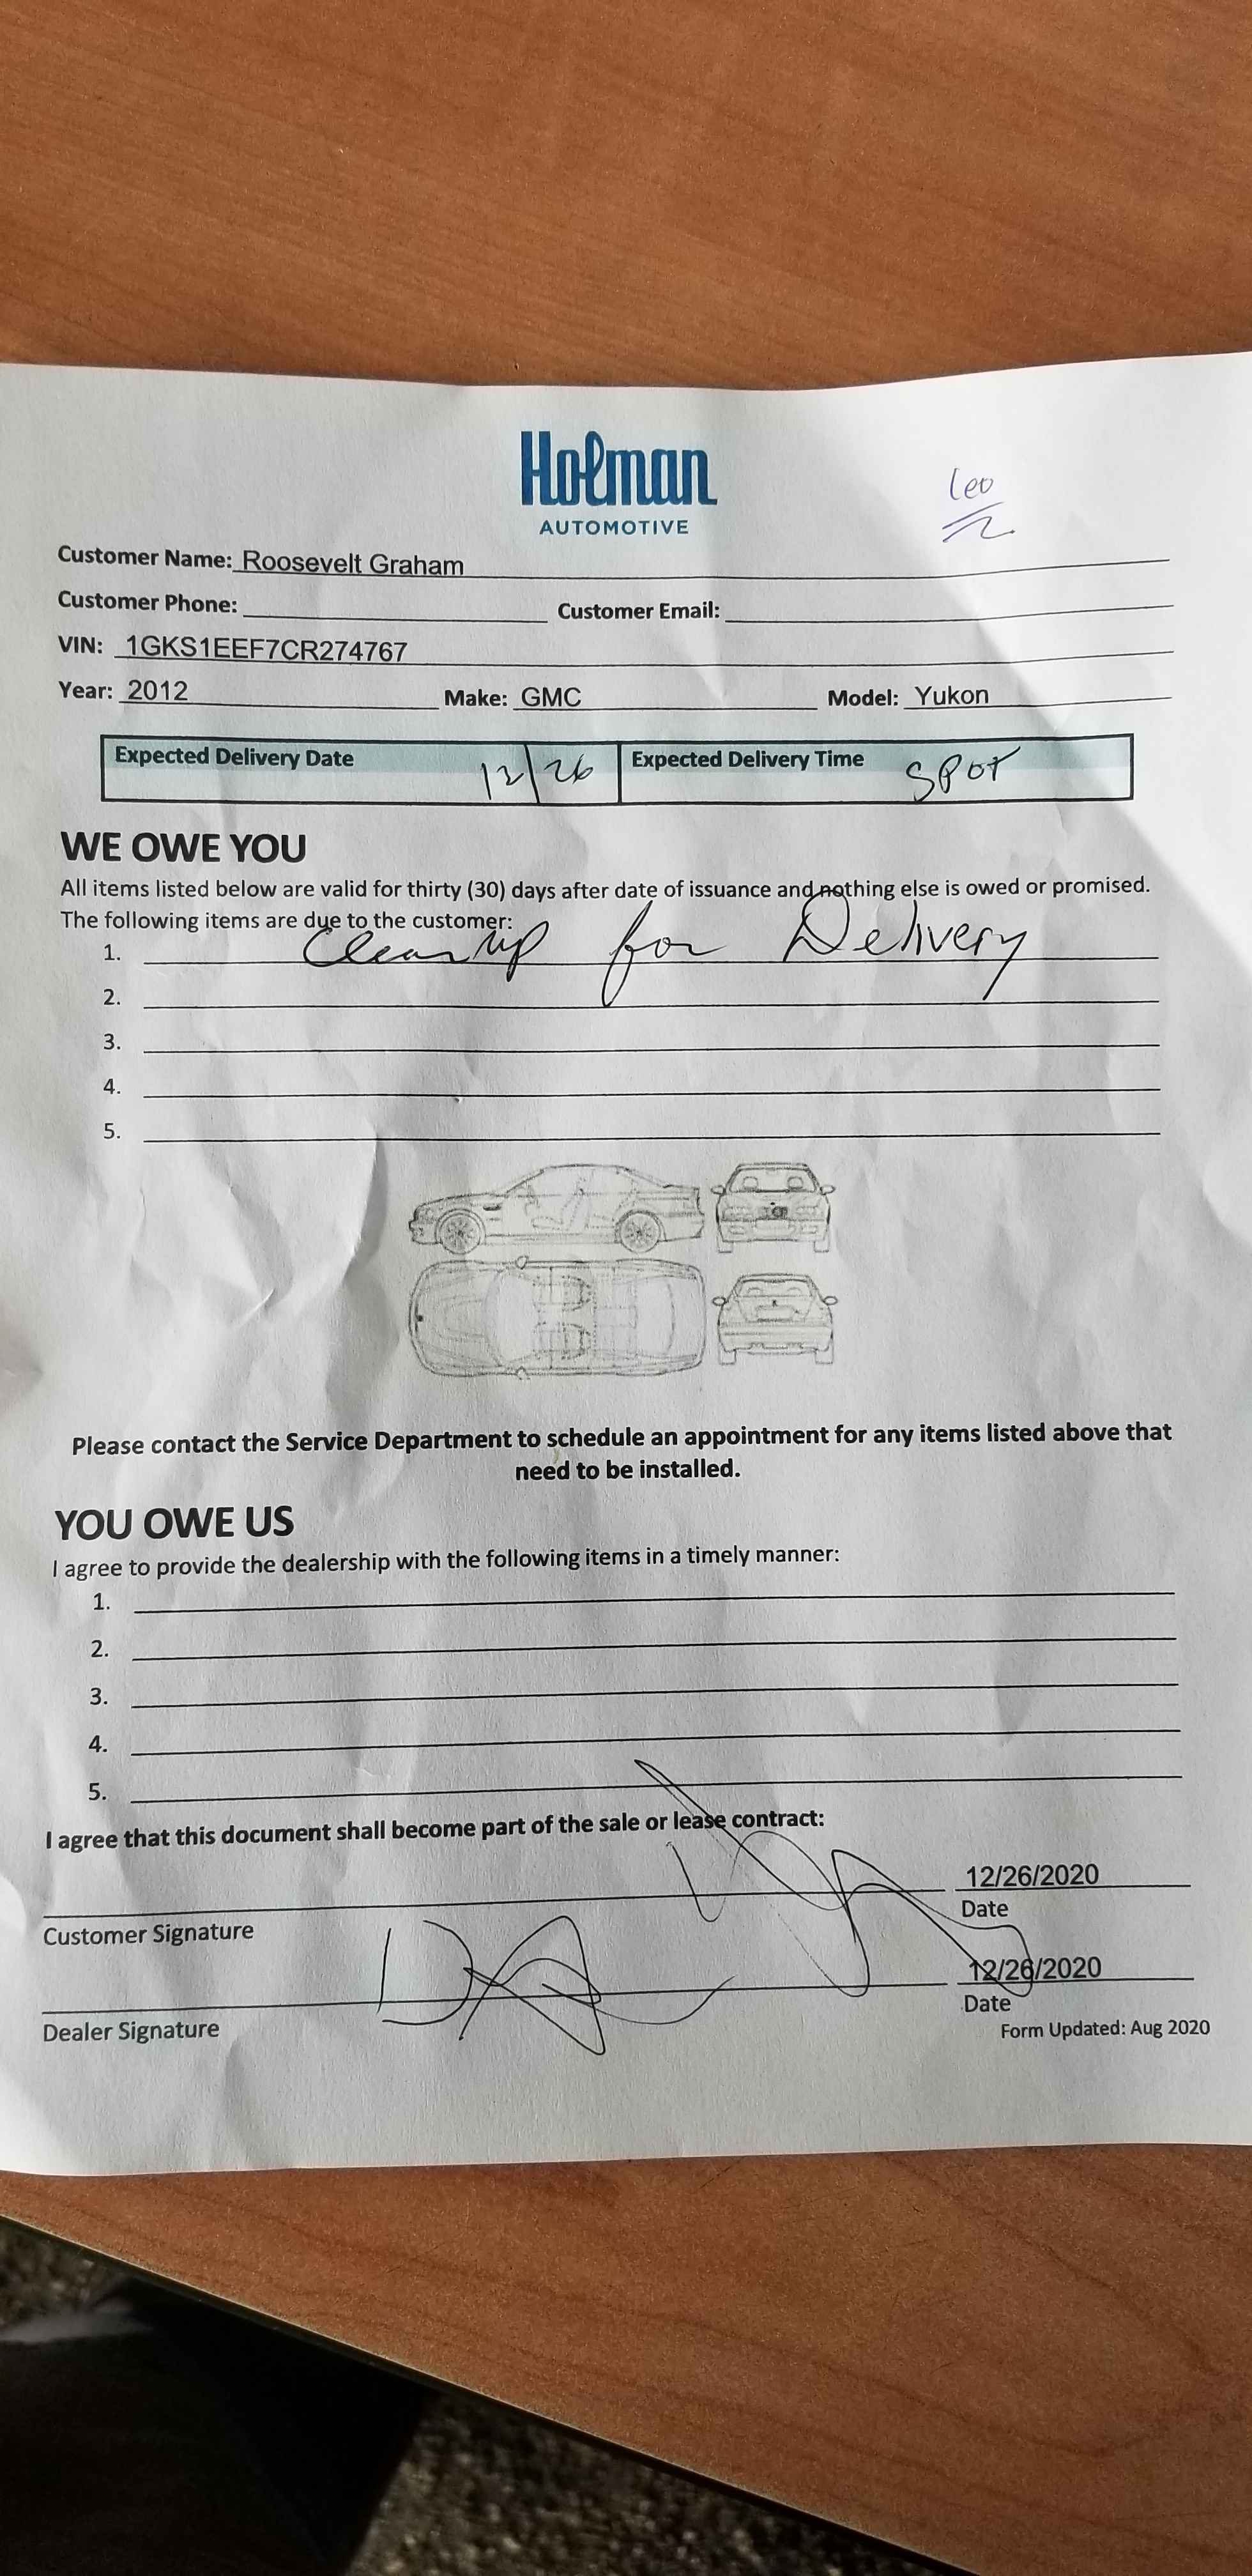 Holman
AUTOMOTIVE
Leo
Customer Name: Roosevelt Graham
Customer Phone: Customer Email:
VIN: 1GKS1EEF7CR274767
Year: 2012 Make: GMC Model: Yukon
Expected Delivery Date 12/26 Expected Delivery Time SPOT
WE OWE YOU
All items listed below are valid for thirty (30) days after date of issuance and nothing else is owed or promised.
The following items are due to the customer:
1. Clean up for Delivery
2.
3.
4.
5.
Please contact the Service Department to schedule an appointment for any items listed above that
need to be installed.
YOU OWE US
I agree to provide the dealership with the following items in a timely manner:
1.
2.
3.
4.
5.
I agree that this document shall become part of the sale or lease contract:
12/26/2020
Customer Signature Date
12/26/2020
Dealer Signature Date
Form Updated: Aug 2020